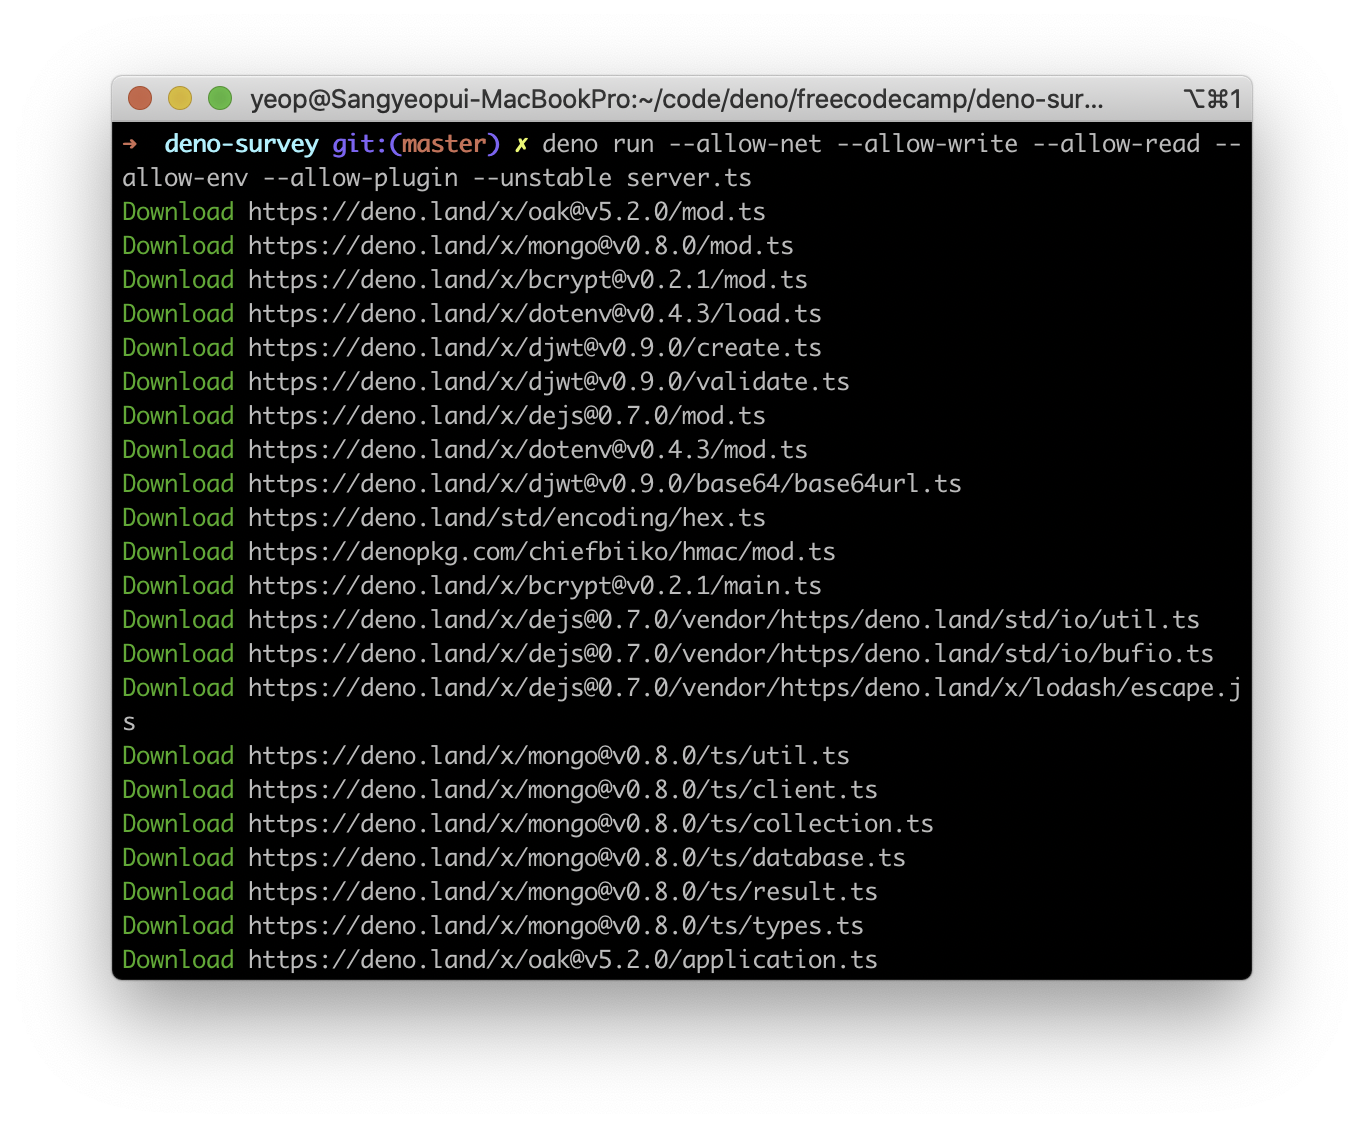 yeop@Sangyeopui-MacBookPro:~/code/deno/freecodecamp/deno-sur... ⌥⌘1
➜  deno-survey git:(master) ✗ deno run --allow-net --allow-write --allow-read --
allow-env --allow-plugin --unstable server.ts
Download https://deno.land/x/oak@v5.2.0/mod.ts
Download https://deno.land/x/mongo@v0.8.0/mod.ts
Download https://deno.land/x/bcrypt@v0.2.1/mod.ts
Download https://deno.land/x/dotenv@v0.4.3/load.ts
Download https://deno.land/x/djwt@v0.9.0/create.ts
Download https://deno.land/x/djwt@v0.9.0/validate.ts
Download https://deno.land/x/dejs@0.7.0/mod.ts
Download https://deno.land/x/dotenv@v0.4.3/mod.ts
Download https://deno.land/x/djwt@v0.9.0/base64/base64url.ts
Download https://deno.land/std/encoding/hex.ts
Download https://denopkg.com/chiefbiiko/hmac/mod.ts
Download https://deno.land/x/bcrypt@v0.2.1/main.ts
Download https://deno.land/x/dejs@0.7.0/vendor/https/deno.land/std/io/util.ts
Download https://deno.land/x/dejs@0.7.0/vendor/https/deno.land/std/io/bufio.ts
Download https://deno.land/x/dejs@0.7.0/vendor/https/deno.land/x/lodash/escape.j
s
Download https://deno.land/x/mongo@v0.8.0/ts/util.ts
Download https://deno.land/x/mongo@v0.8.0/ts/client.ts
Download https://deno.land/x/mongo@v0.8.0/ts/collection.ts
Download https://deno.land/x/mongo@v0.8.0/ts/database.ts
Download https://deno.land/x/mongo@v0.8.0/ts/result.ts
Download https://deno.land/x/mongo@v0.8.0/ts/types.ts
Download https://deno.land/x/oak@v5.2.0/application.ts